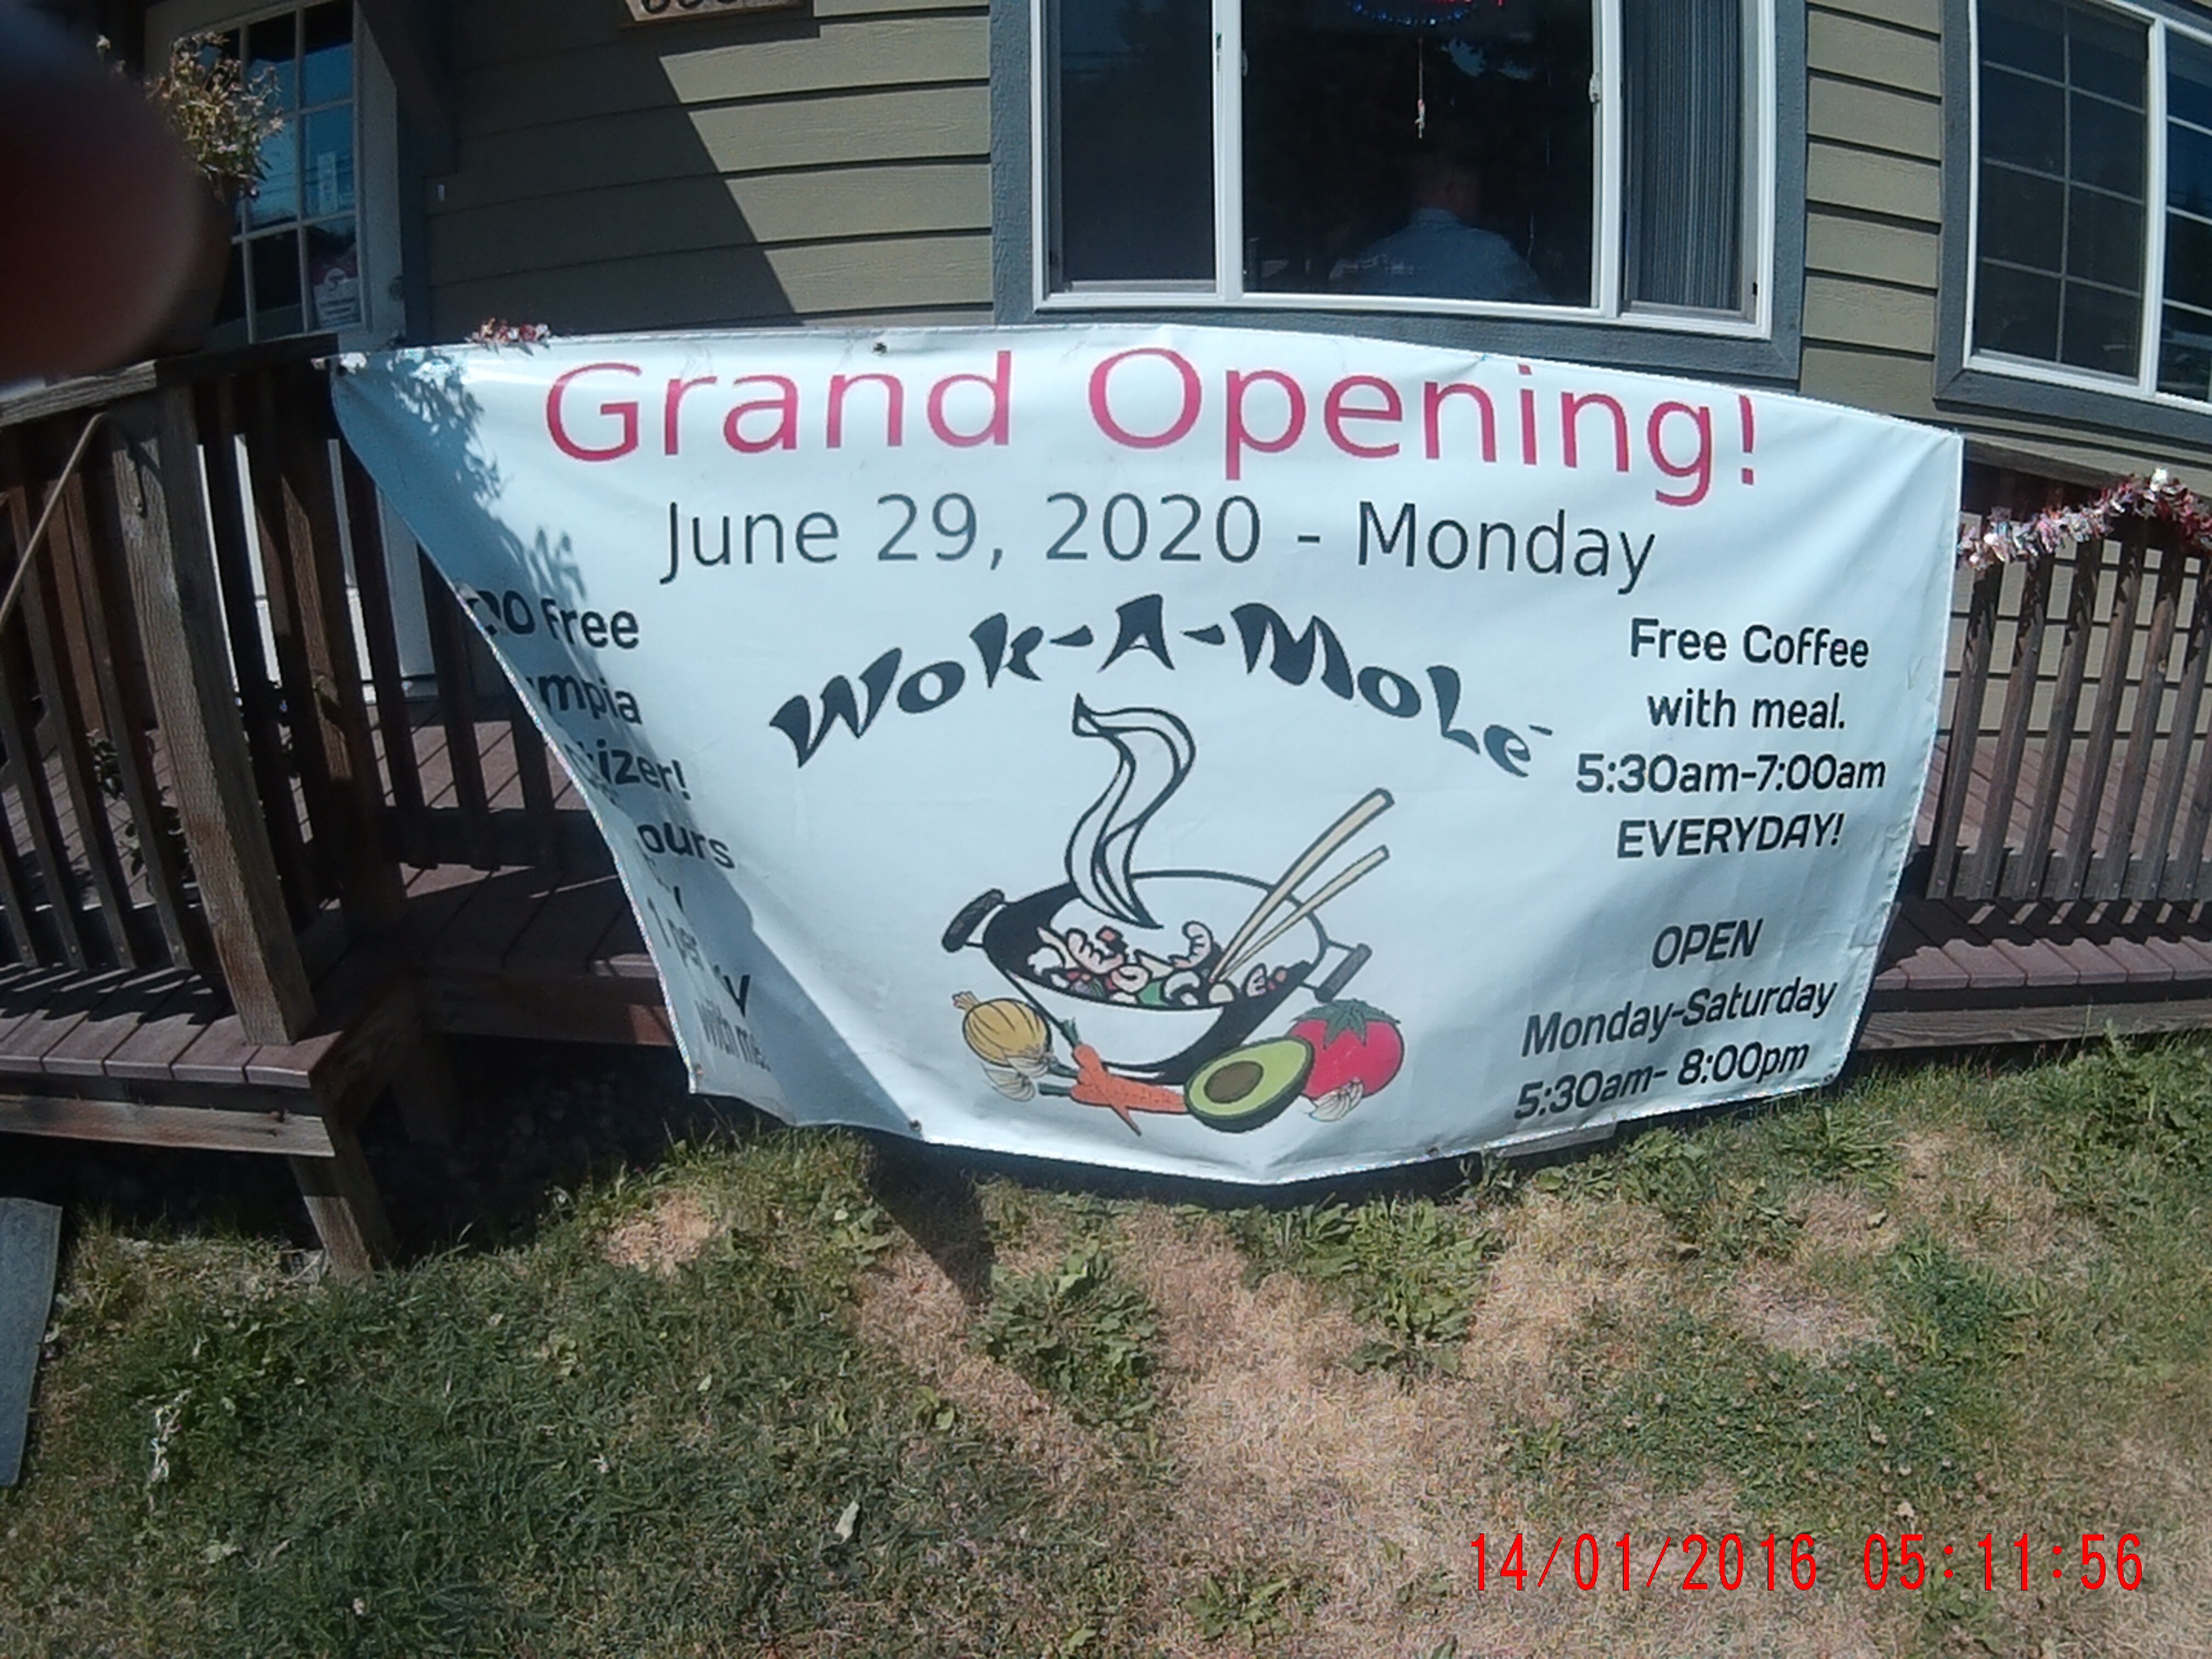 Grand Opening!
June 29, 2020 - Monday
Wok-A-MoLe´
free
Free Coffee
with meal.
5:30am-7:00am
EVERYDAY!
OPEN
Monday-Saturday
5:30am- 8:00pm
14/01/2016 05:11:56